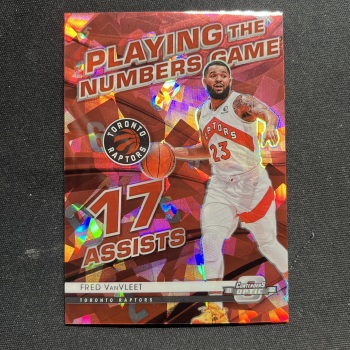 PLAYING THE
NUMBERS GAME
TORONTO
RAPTORS
RAPTORS
23
17
ASSISTS
FRED VANVLEET
TORONTO RAPTORS
CONTENDERS
OPTIC